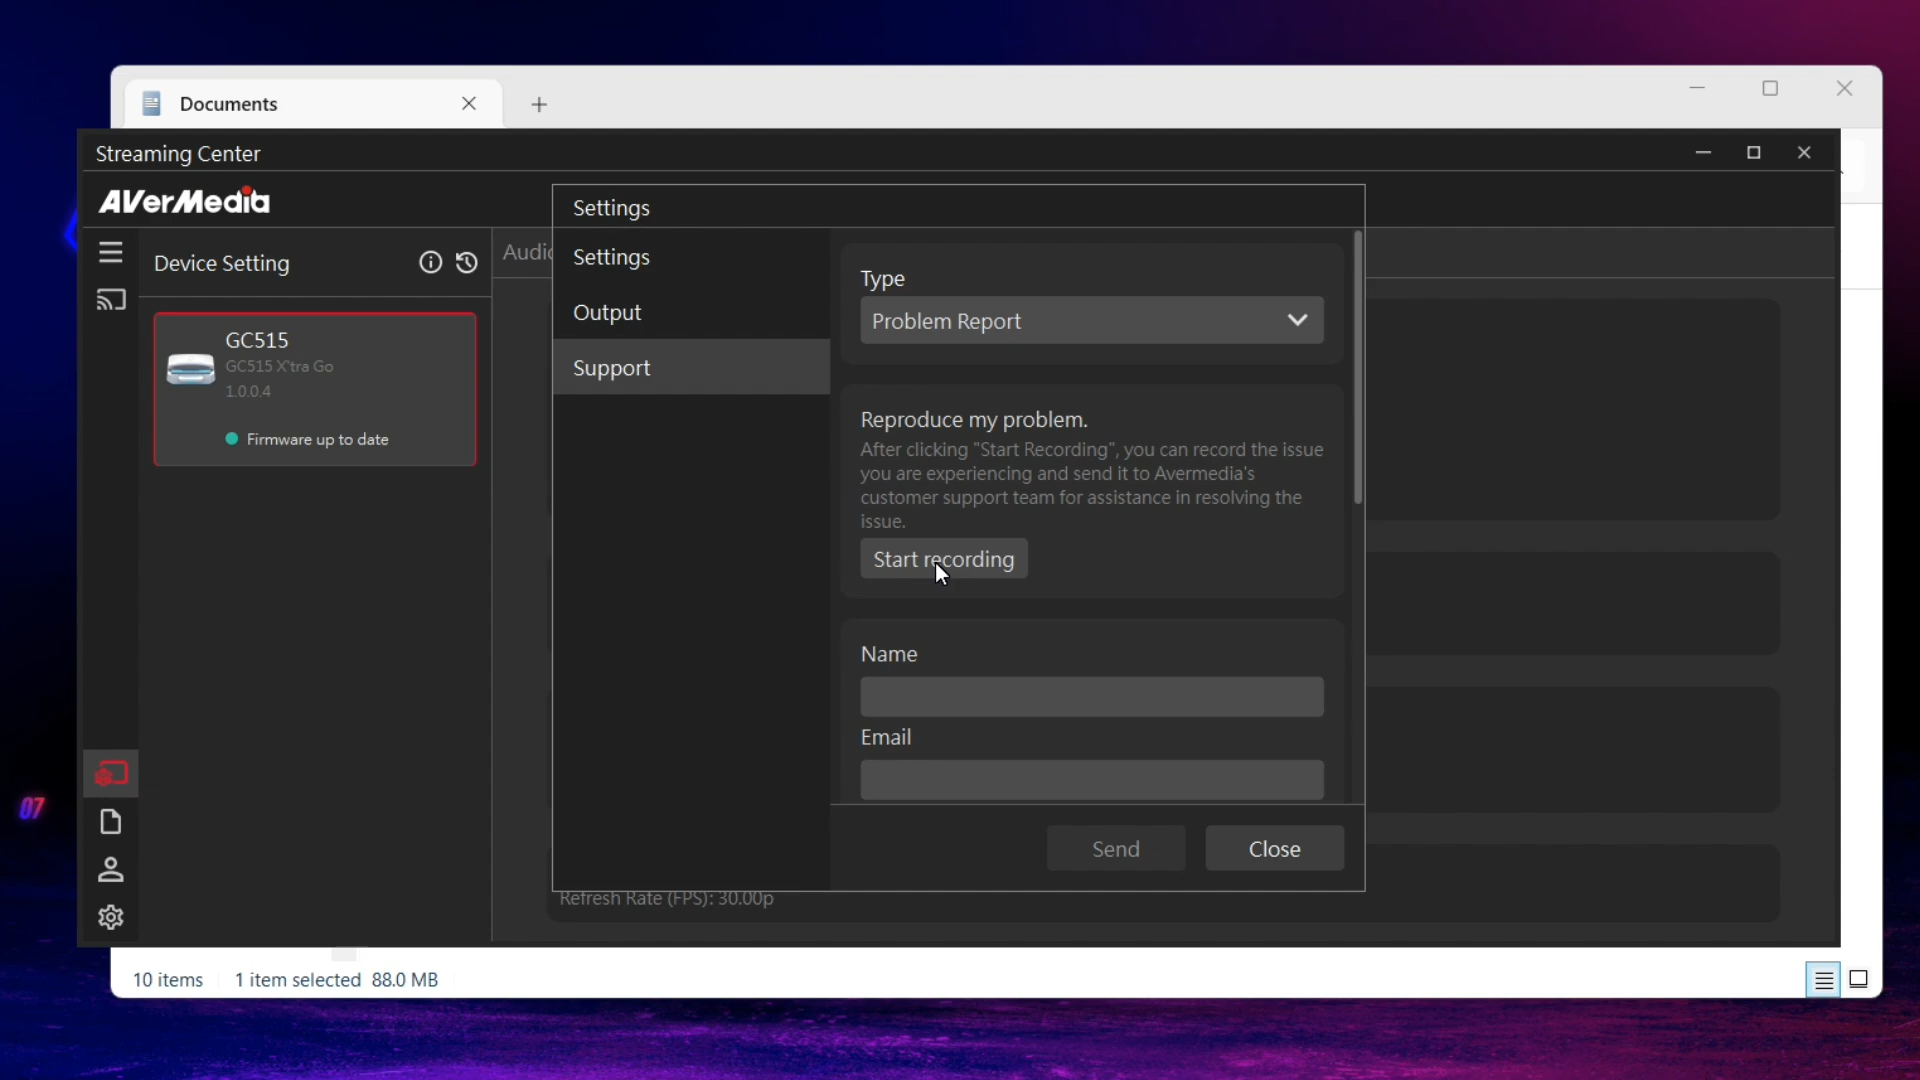 Documents
Streaming Center
AVerMedia
Device Setting
GC515
GC515 X'tra Go
1.0.0.4
Firmware up to date
Settings
Settings
Output
Support
Type
Problem Report
Reproduce my problem.
After clicking "Start Recording", you can record the issue
you are experiencing and send it to Avermedia's
customer support team for assistance in resolving the
issue.
Start recording
Name
Email
Send
Close
Refresh Rate (FPS): 30.00p
07
10 items 1 item selected 88.0 MB